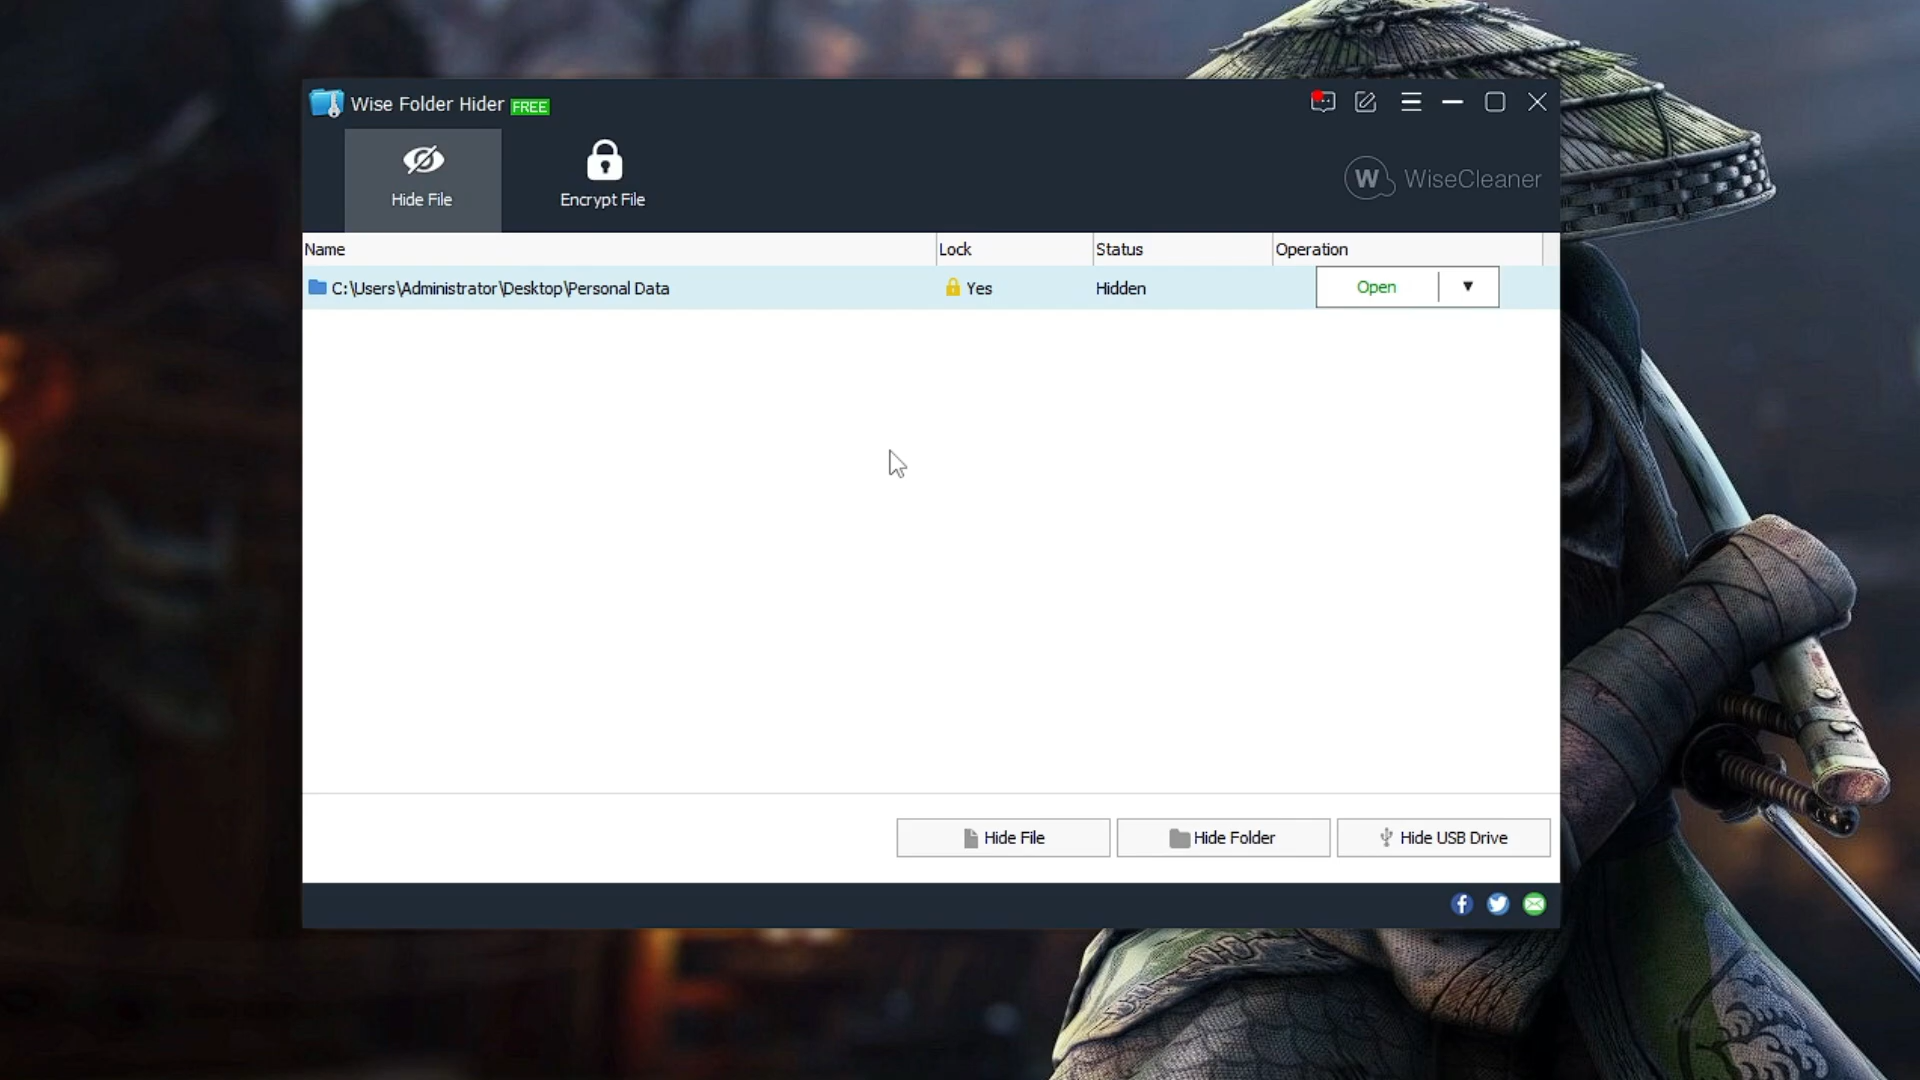 Wise Folder Hider FREE
Hide File
Encrypt File
W WiseCleaner
Name Lock Status Operation
C:\Users\Administrator\Desktop\Personal Data Yes Hidden Open
Hide File Hide Folder Hide USB Drive